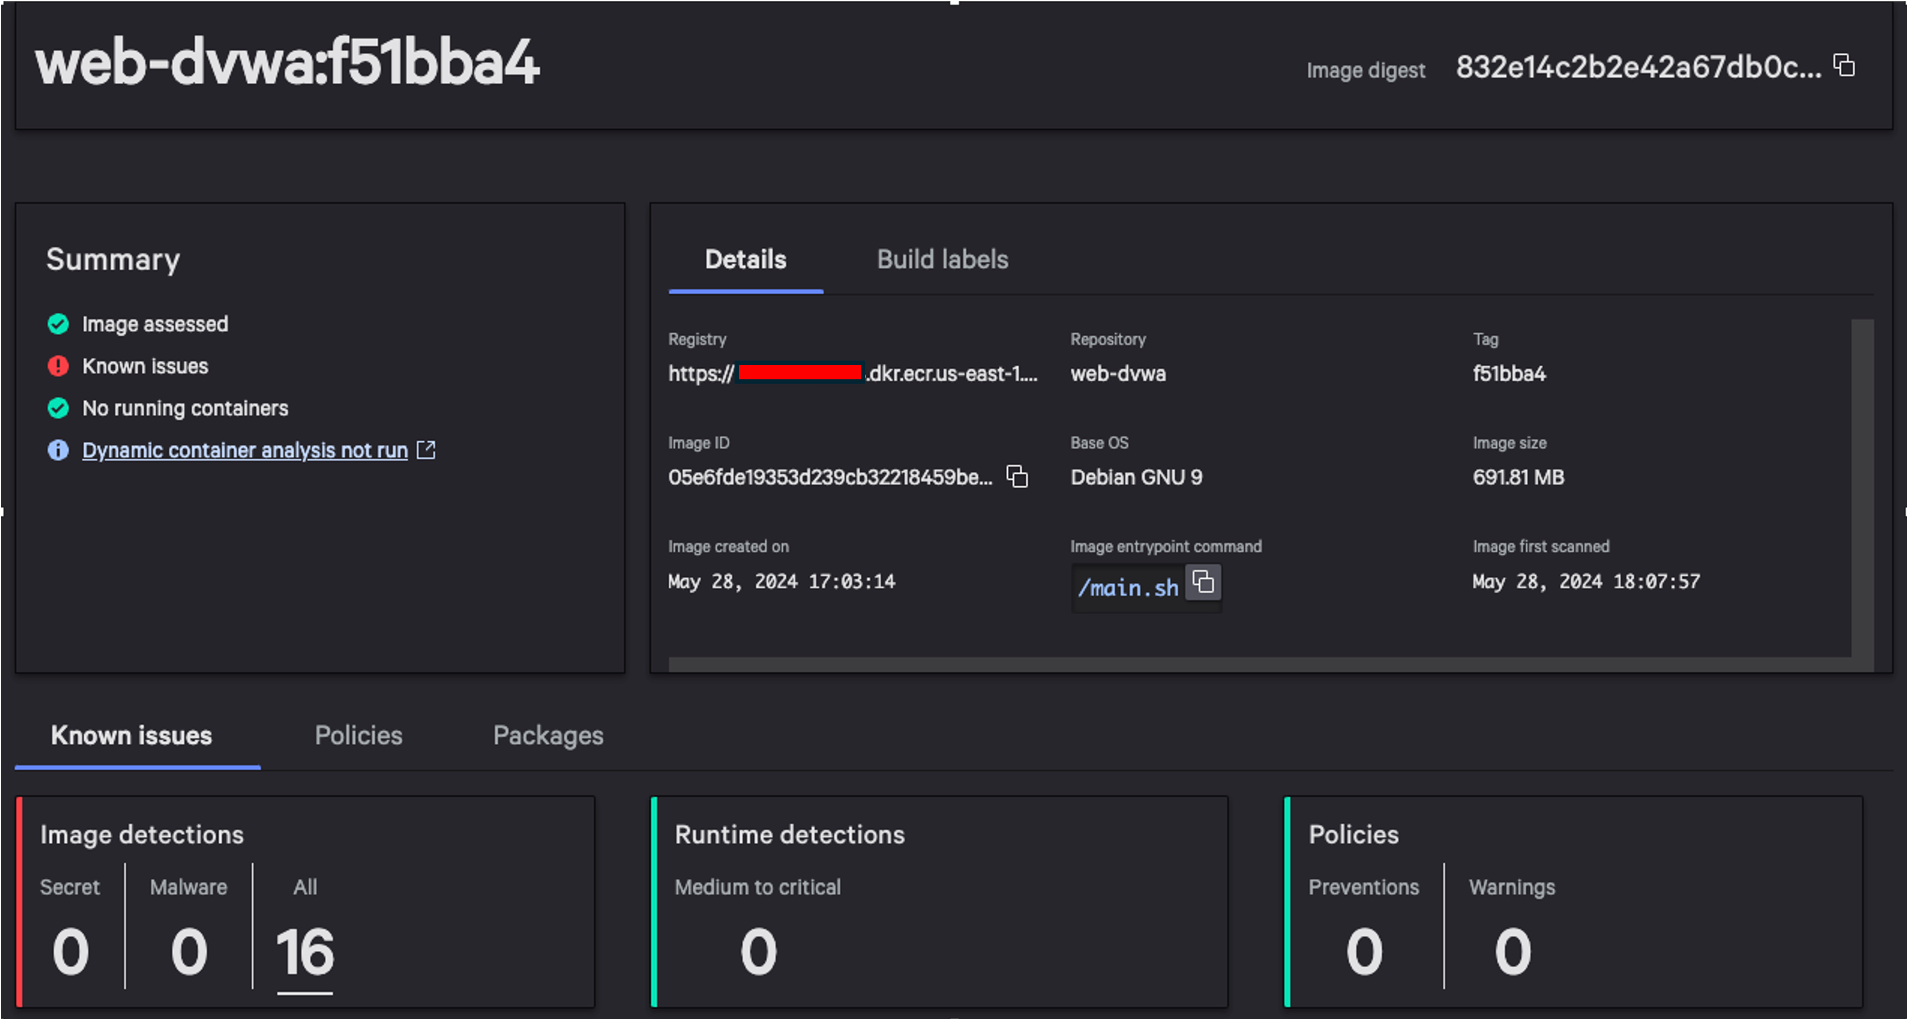 web-dvwa:f51bba4
Image digest 832e14c2b2e42a67db0c...
Summary
Image assessed
Known issues
No running containers
Dynamic container analysis not run
Details Build labels
Registry Repository Tag
https:// .dkr.ecr.us-east-1.... web-dvwa f51bba4
Image ID Base OS Image size
05e6fde19353d239cb32218459be... Debian GNU 9 691.81 MB
Image created on Image entrypoint command Image first scanned
May 28, 2024 17:03:14 /main.sh May 28, 2024 18:07:57
Known issues Policies Packages
Image detections
Secret Malware All
0 0 16
Runtime detections
Medium to critical
0
Policies
Preventions Warnings
0 0